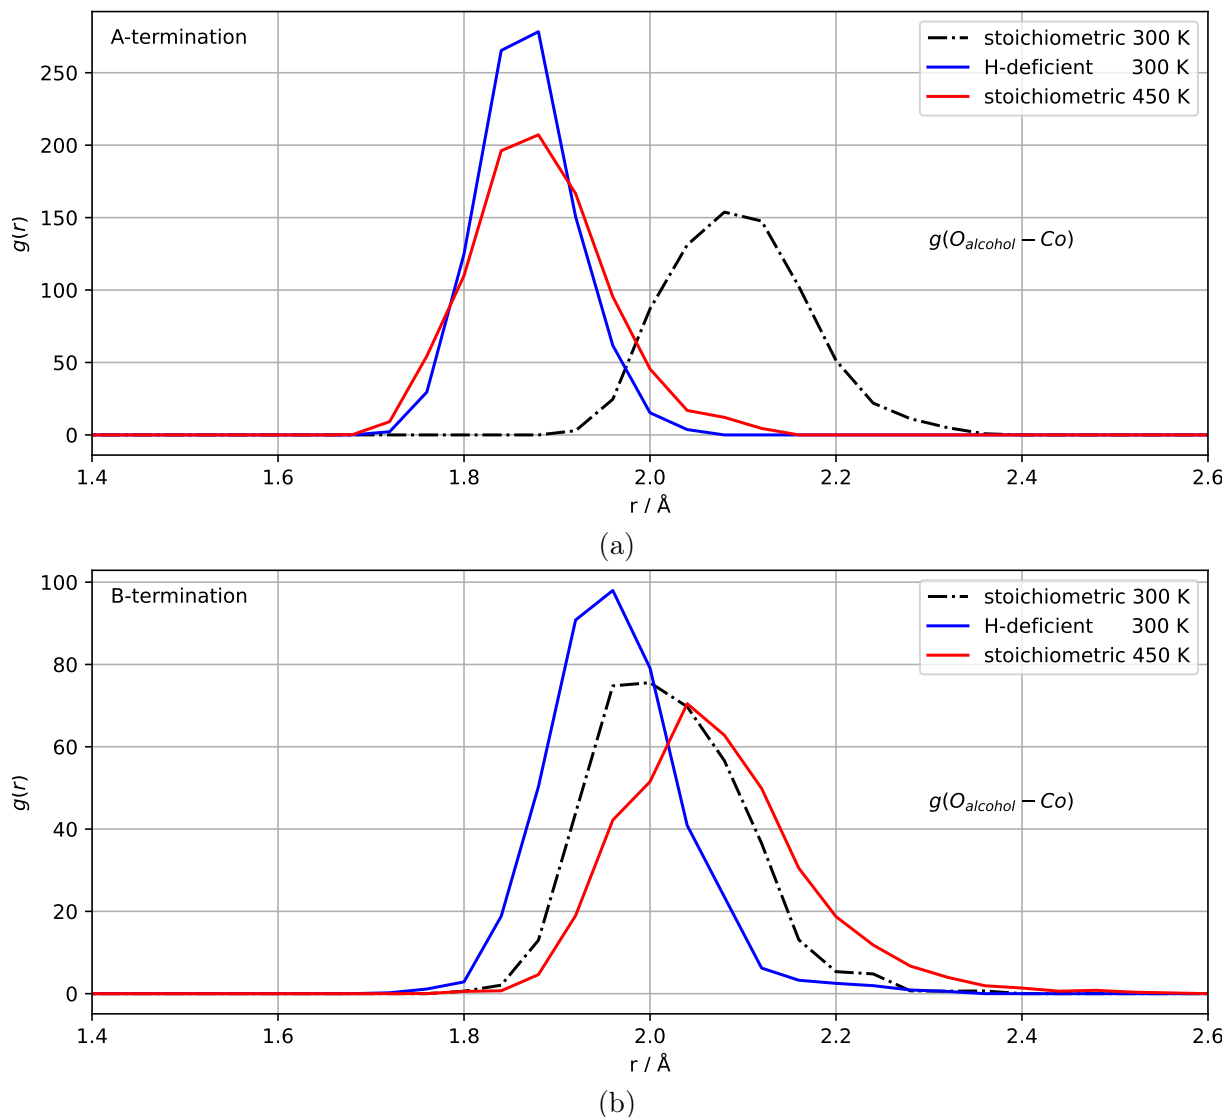 A-termination
stoichiometric 300 K
H-deficient 300 K
stoichiometric 450 K
250
200
150
100
50
0
g(r)
g(O_alcohol − Co)
1.4 1.6 1.8 2.0 2.2 2.4 2.6
r / Å
(a)
B-termination
stoichiometric 300 K
H-deficient 300 K
stoichiometric 450 K
100
80
60
40
20
0
g(r)
g(O_alcohol − Co)
1.4 1.6 1.8 2.0 2.2 2.4 2.6
r / Å
(b)